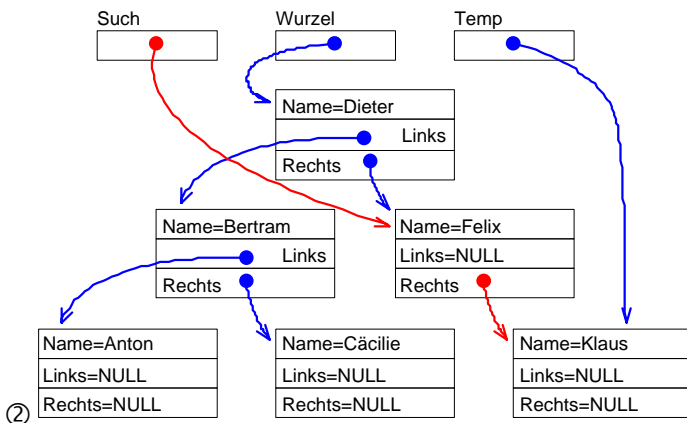 Such Wurzel Temp
Name=Dieter
Links
Rechts
Name=Bertram Name=Felix
Links Links=NULL
Rechts Rechts
Name=Anton Name=Cäcilie Name=Klaus
Links=NULL Links=NULL Links=NULL
② Rechts=NULL Rechts=NULL Rechts=NULL